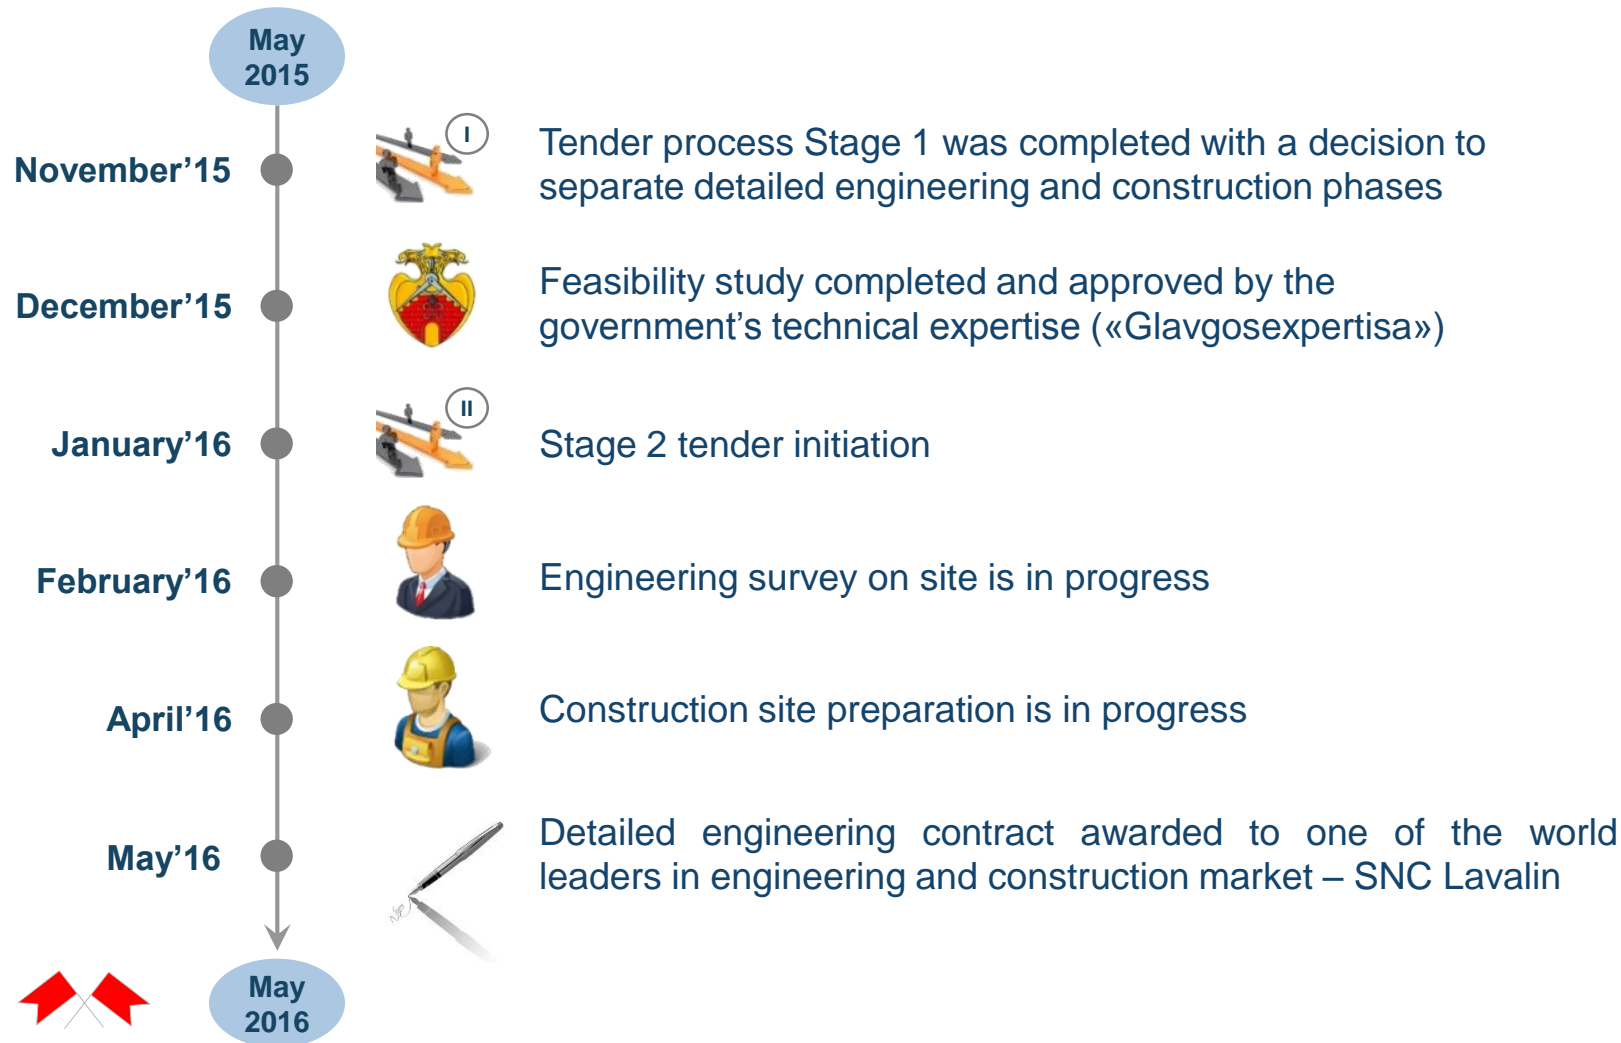 May
2015
November’15
I
Tender process Stage 1 was completed with a decision to
separate detailed engineering and construction phases
December’15
Feasibility study completed and approved by the
government’s technical expertise («Glavgosexpertisa»)
January’16
II
Stage 2 tender initiation
February’16
Engineering survey on site is in progress
April’16
Construction site preparation is in progress
May’16
Detailed engineering contract awarded to one of the world
leaders in engineering and construction market – SNC Lavalin
May
2016